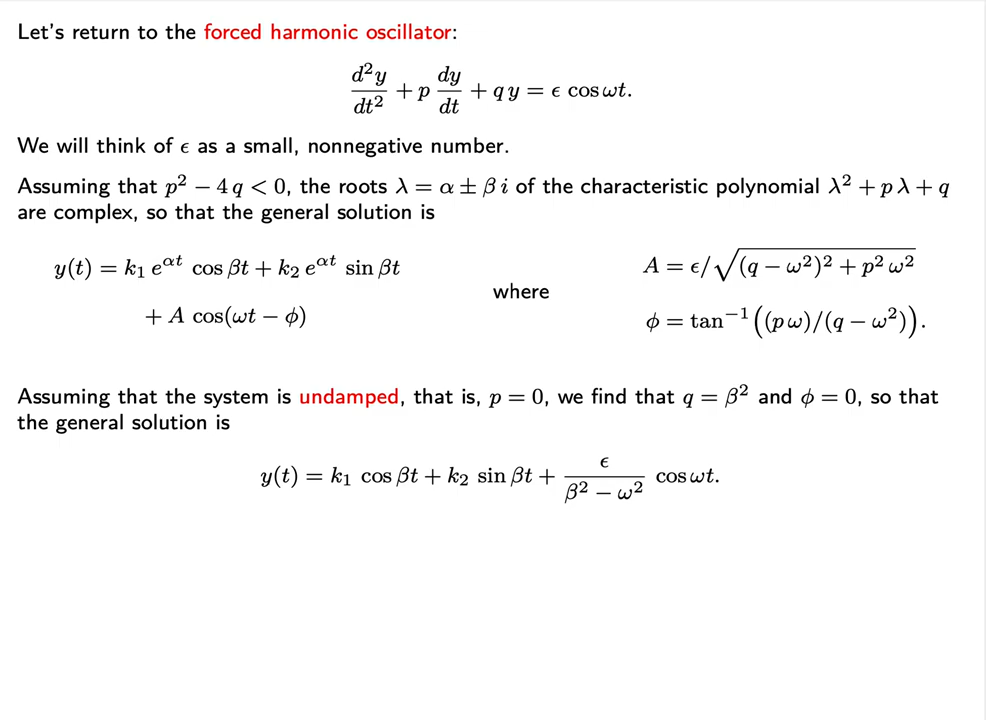 Let's return to the forced harmonic oscillator:
d²y/dt² + p dy/dt + q y = ϵ cos ωt.
We will think of ϵ as a small, nonnegative number.
Assuming that p² − 4 q < 0, the roots λ = α ± β i of the characteristic polynomial λ² + p λ + q
are complex, so that the general solution is
y(t) = k₁ e^{αt} cos βt + k₂ e^{αt} sin βt
+ A cos(ωt − ϕ)
where
A = ϵ/√((q − ω²)² + p² ω²)
ϕ = tan⁻¹((p ω)/(q − ω²)).
Assuming that the system is undamped, that is, p = 0, we find that q = β² and ϕ = 0, so that
the general solution is
y(t) = k₁ cos βt + k₂ sin βt + ϵ/(β² − ω²) cos ωt.